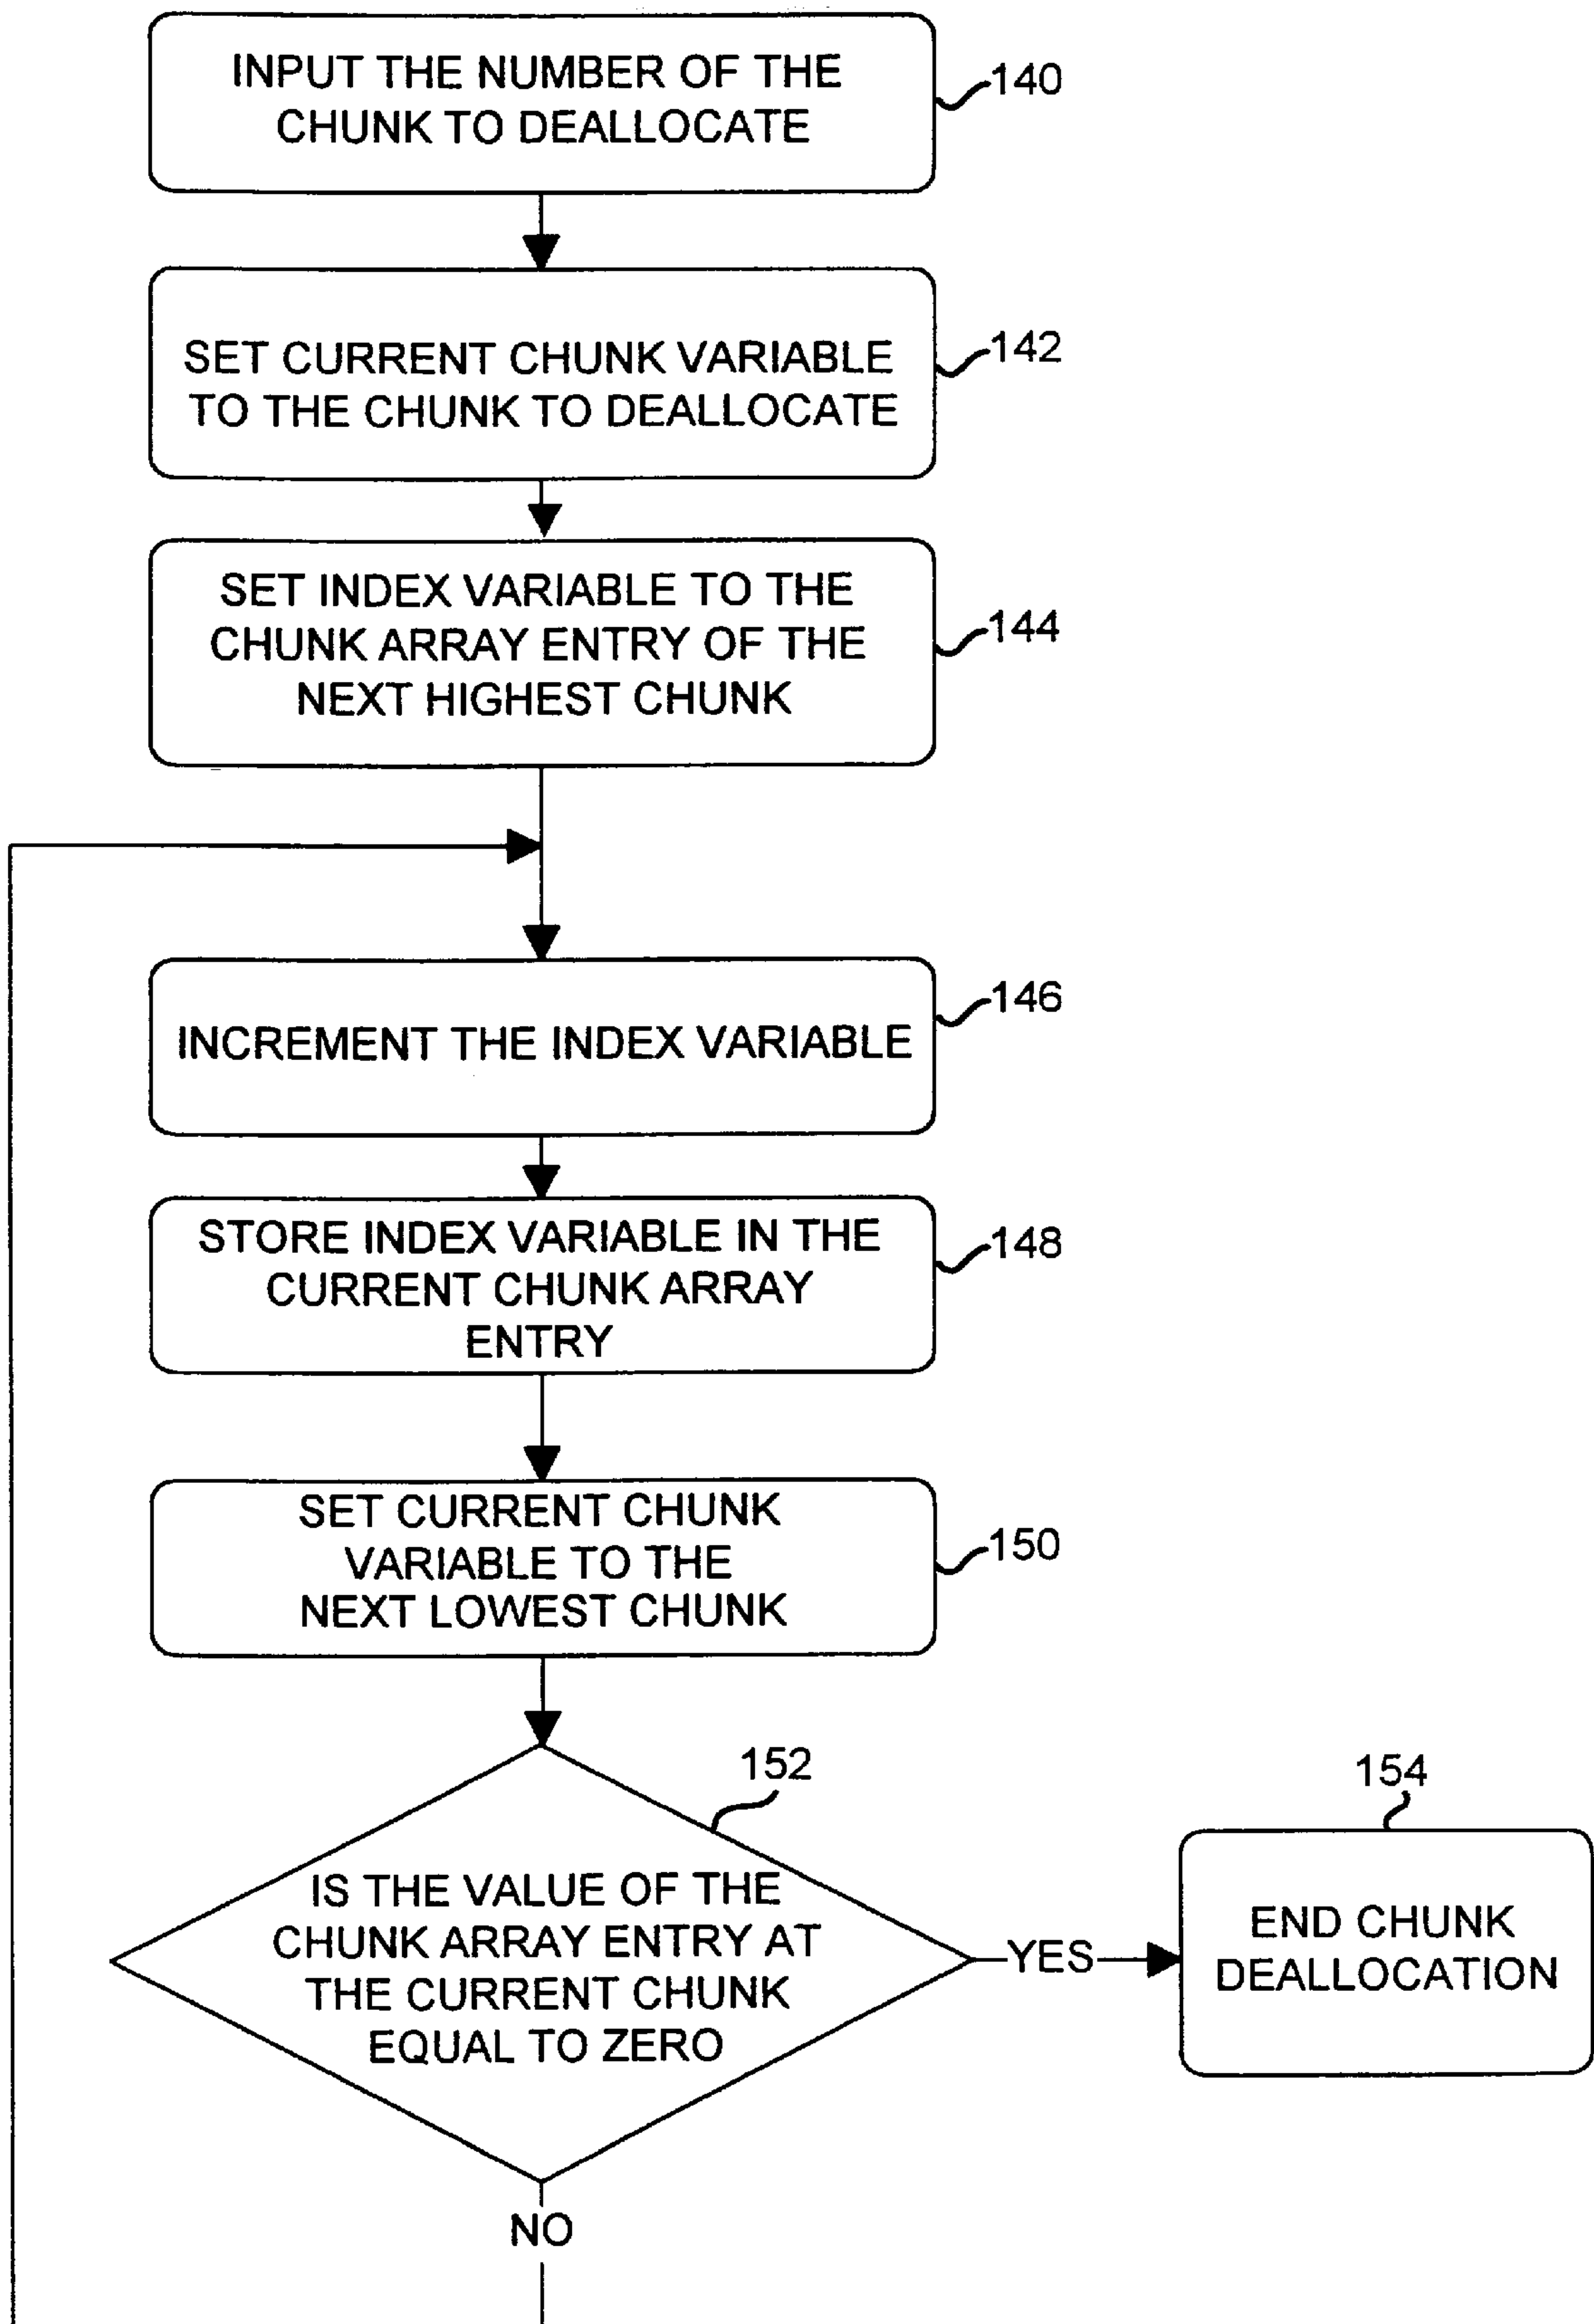 INPUT THE NUMBER OF THE
CHUNK TO DEALLOCATE
140
SET CURRENT CHUNK VARIABLE
TO THE CHUNK TO DEALLOCATE
142
SET INDEX VARIABLE TO THE
CHUNK ARRAY ENTRY OF THE
NEXT HIGHEST CHUNK
144
INCREMENT THE INDEX VARIABLE
146
STORE INDEX VARIABLE IN THE
CURRENT CHUNK ARRAY
ENTRY
148
SET CURRENT CHUNK
VARIABLE TO THE
NEXT LOWEST CHUNK
150
152
IS THE VALUE OF THE
CHUNK ARRAY ENTRY AT
THE CURRENT CHUNK
EQUAL TO ZERO
YES
154
END CHUNK
DEALLOCATION
NO